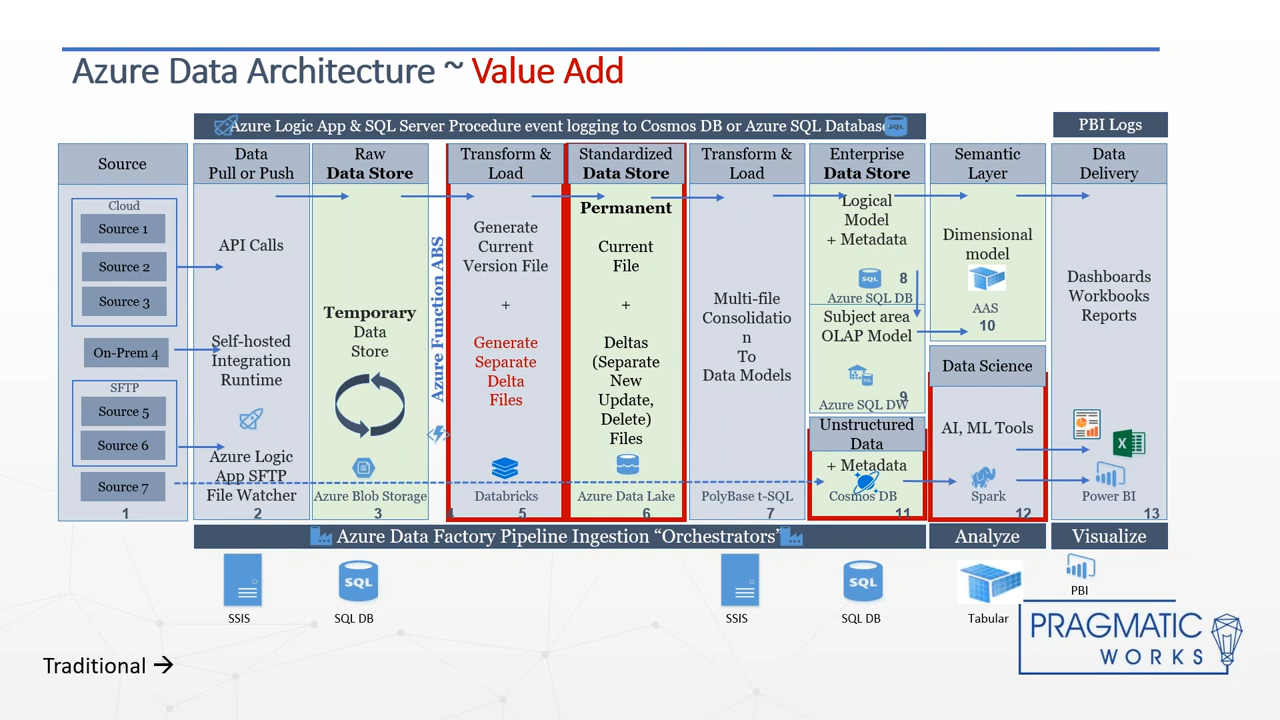 Azure Data Architecture ~ Value Add
Azure Logic App & SQL Server Procedure event logging to Cosmos DB or Azure SQL Database
SQL
PBI Logs
Source
Cloud
Source 1
Source 2
Source 3
On-Prem 4
SFTP
Source 5
Source 6
Source 7
1
Data
Pull or Push
API Calls
Self-hosted
Integration
Runtime
Azure Logic
App SFTP
File Watcher
2
Raw
Data Store
Temporary
Data
Store
Azure Blob Storage
3
Azure Function ABS
4
Transform &
Load
Generate
Current
Version File
+
Generate
Separate
Delta
Files
Databricks
5
Standardized
Data Store
Permanent
Current
File
+
Deltas
(Separate
New
Update,
Delete)
Files
Azure Data Lake
6
Transform &
Load
Multi-file
Consolidatio
n
To
Data Models
PolyBase t-SQL
7
Enterprise
Data Store
Logical
Model
+ Metadata
SQL
8
Azure SQL DB
Subject area
OLAP Model
9
Azure SQL DW
Unstructured
Data
+ Metadata
Cosmos DB
11
Semantic
Layer
Dimensional
model
AAS
10
Data Science
AI, ML Tools
Spark
12
Data
Delivery
Dashboards
Workbooks
Reports
Power BI
13
Azure Data Factory Pipeline Ingestion “Orchestrators”
Analyze
Visualize
SSIS
SQL
SQL DB
SSIS
SQL
SQL DB
Tabular
PBI
Traditional →
PRAGMATIC
WORKS